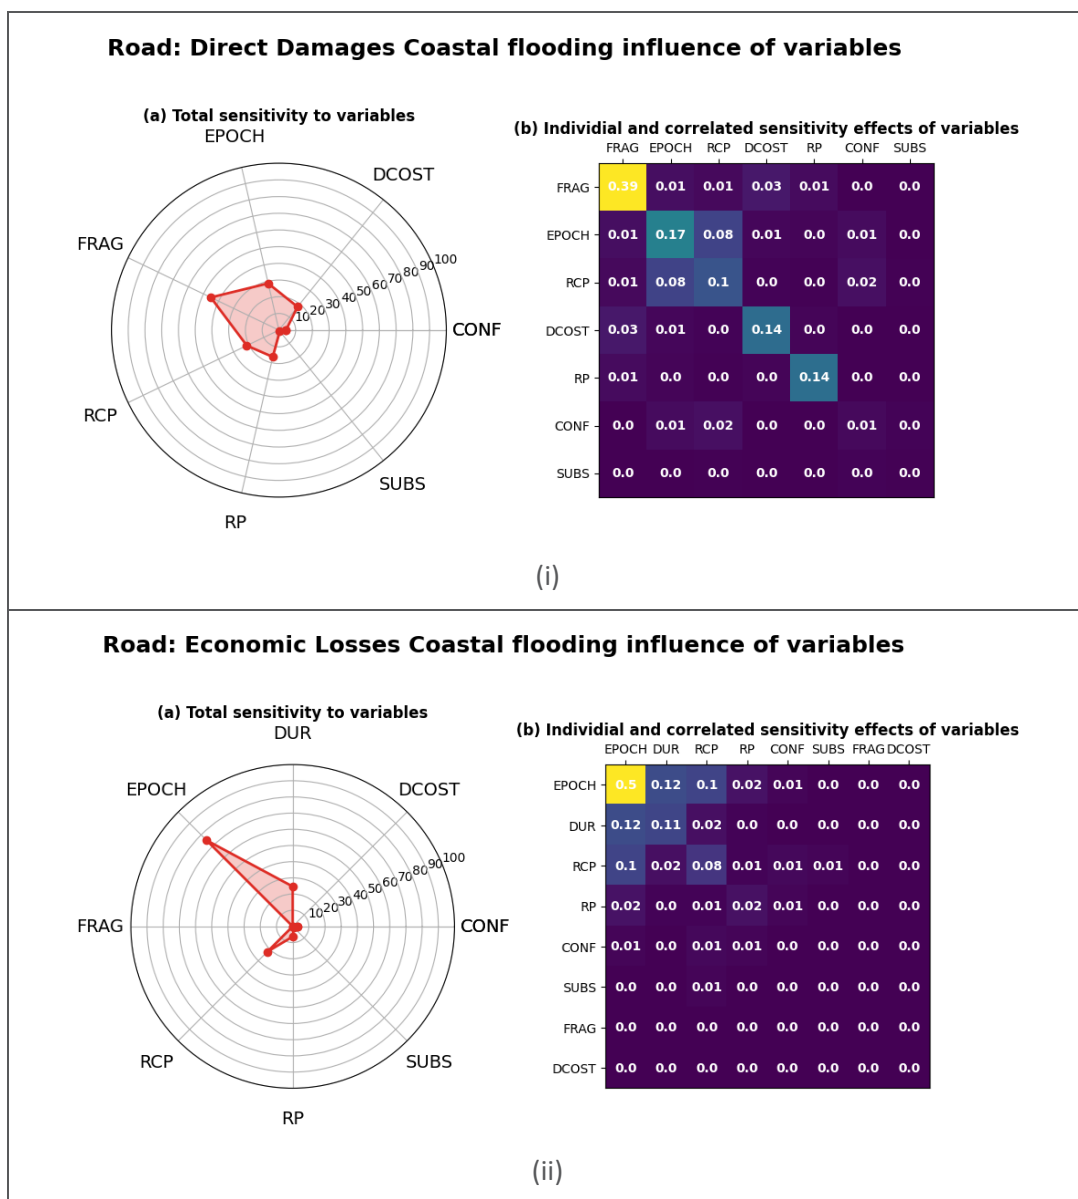 Road: Direct Damages Coastal flooding influence of variables
(a) Total sensitivity to variables
EPOCH
DCOST
FRAG
10 20 30 40 50 60 70 80 90 100
CONF
RCP
SUBS
RP
(b) Individial and correlated sensitivity effects of variables
FRAG EPOCH RCP DCOST RP CONF SUBS
FRAG 0.39 0.01 0.01 0.03 0.01 0.0 0.0
EPOCH 0.01 0.17 0.08 0.01 0.0 0.01 0.0
RCP 0.01 0.08 0.1 0.0 0.0 0.02 0.0
DCOST 0.03 0.01 0.0 0.14 0.0 0.0 0.0
RP 0.01 0.0 0.0 0.0 0.14 0.0 0.0
CONF 0.0 0.01 0.02 0.0 0.0 0.01 0.0
SUBS 0.0 0.0 0.0 0.0 0.0 0.0 0.0
(i)
Road: Economic Losses Coastal flooding influence of variables
(a) Total sensitivity to variables
DUR
EPOCH
DCOST
10 20 30 40 50 60 70 80 90 100
FRAG
CONF
RCP
SUBS
RP
(b) Individial and correlated sensitivity effects of variables
EPOCH DUR RCP RP CONF SUBS FRAG DCOST
EPOCH 0.5 0.12 0.1 0.02 0.01 0.0 0.0 0.0
DUR 0.12 0.11 0.02 0.0 0.0 0.0 0.0 0.0
RCP 0.1 0.02 0.08 0.01 0.01 0.01 0.0 0.0
RP 0.02 0.0 0.01 0.02 0.01 0.0 0.0 0.0
CONF 0.01 0.0 0.01 0.01 0.0 0.0 0.0 0.0
SUBS 0.0 0.0 0.01 0.0 0.0 0.0 0.0 0.0
FRAG 0.0 0.0 0.0 0.0 0.0 0.0 0.0 0.0
DCOST 0.0 0.0 0.0 0.0 0.0 0.0 0.0 0.0
(ii)